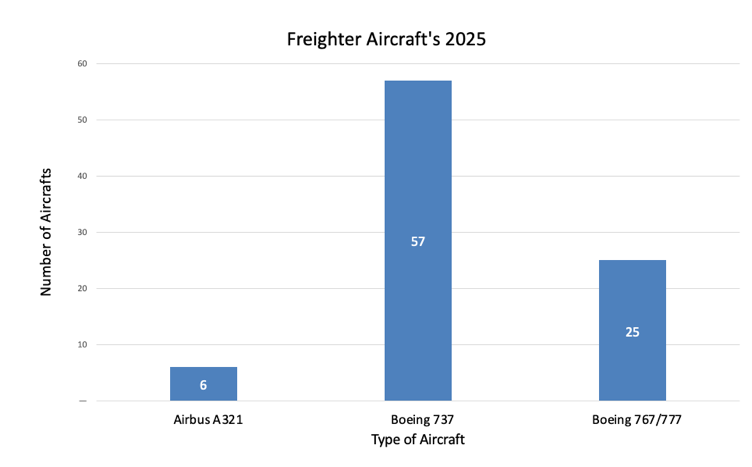 Freighter Aircraft's 2025
60
50
40
30
20
10
—
Number of Aircrafts
6
57
25
Airbus A321
Boeing 737
Boeing 767/777
Type of Aircraft